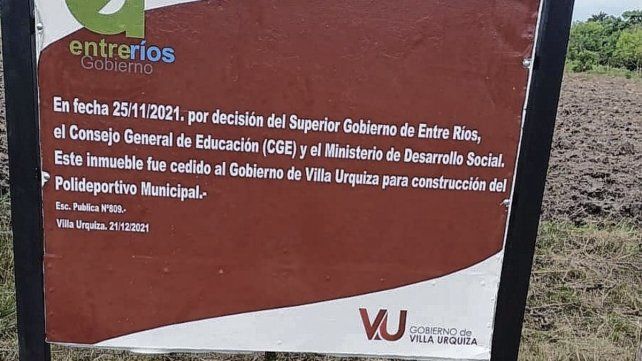 entreríos
Gobierno
En fecha 25/11/2021. por decisión del Superior Gobierno de Entre Ríos,
el Consejo General de Educación (CGE) y el Ministerio de Desarrollo Social.
Este inmueble fue cedido al Gobierno de Villa Urquiza para construcción del
Polideportivo Municipal.-
Esc. Publica N°809.-
Villa Urquiza. 21/12/2021
VU GOBIERNO de
VILLA URQUIZA